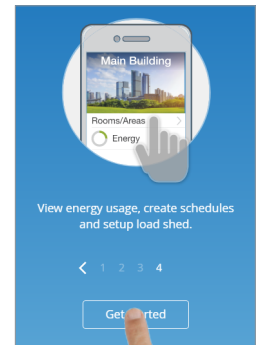 Main Building
Rooms/Areas
Energy
View energy usage, create schedules
and setup load shed.
1 2 3 4
Get Started